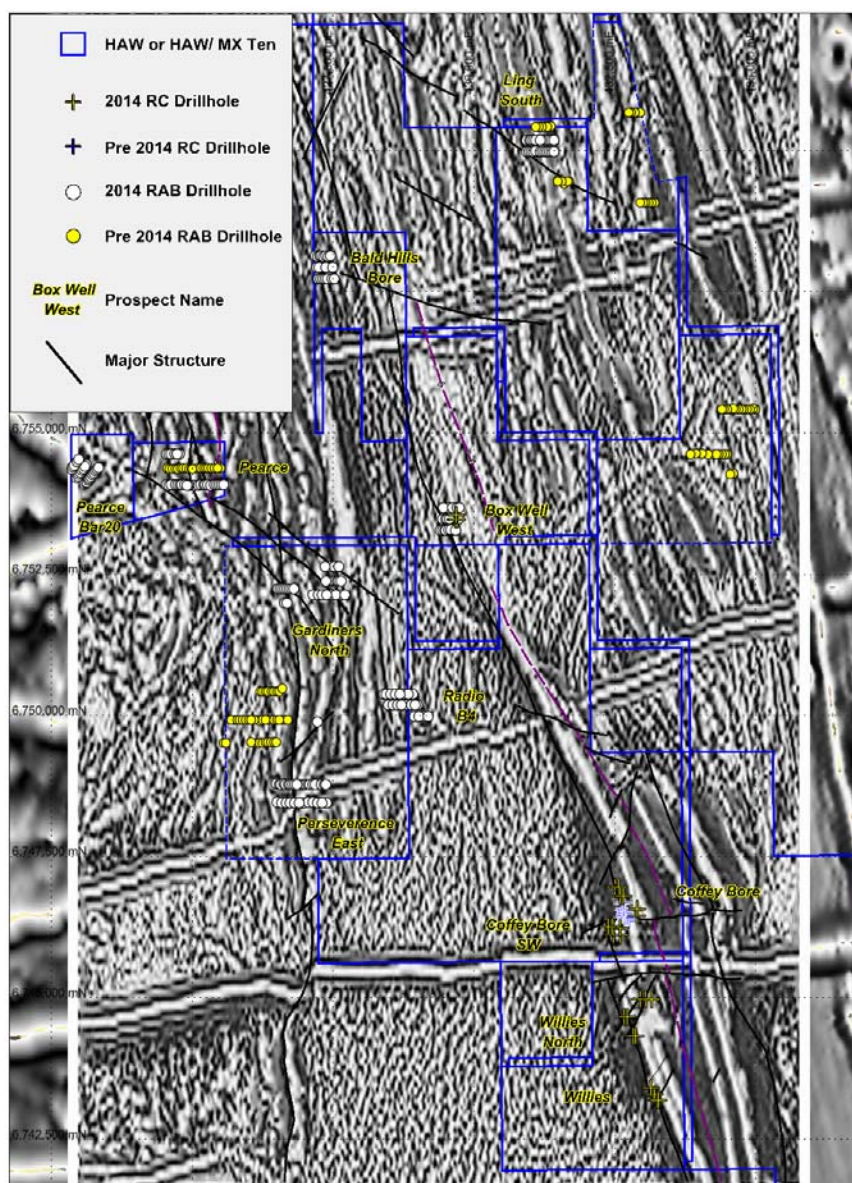 HAW or HAW/ MX Ten
2014 RC Drillhole
Pre 2014 RC Drillhole
2014 RAB Drillhole
Pre 2014 RAB Drillhole
Box Well
West
Prospect Name
Major Structure
Ling
South
Bald Hills
Bore
6,755,000 mN
Pearce
Pearce
Bar20
Box Well
West
6,752,500 mN
Gardiners
North
Radio
B4
6,750,000 mN
Perseverence
East
6,747,500 mN
Coffey Bore
Coffey Bore
SW
Willies
North
Willies
6,742,500 mN